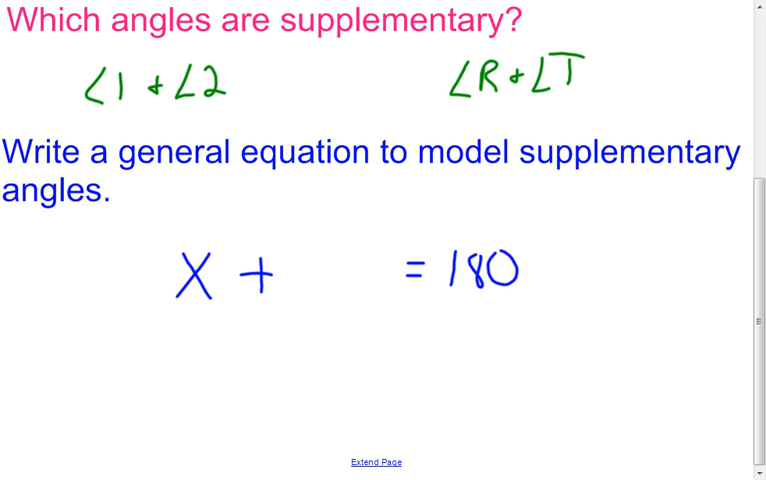 Which angles are supplementary?
∠1 + ∠2 ∠R + ∠T
Write a general equation to model supplementary
angles.
X + = 180
Extend Page